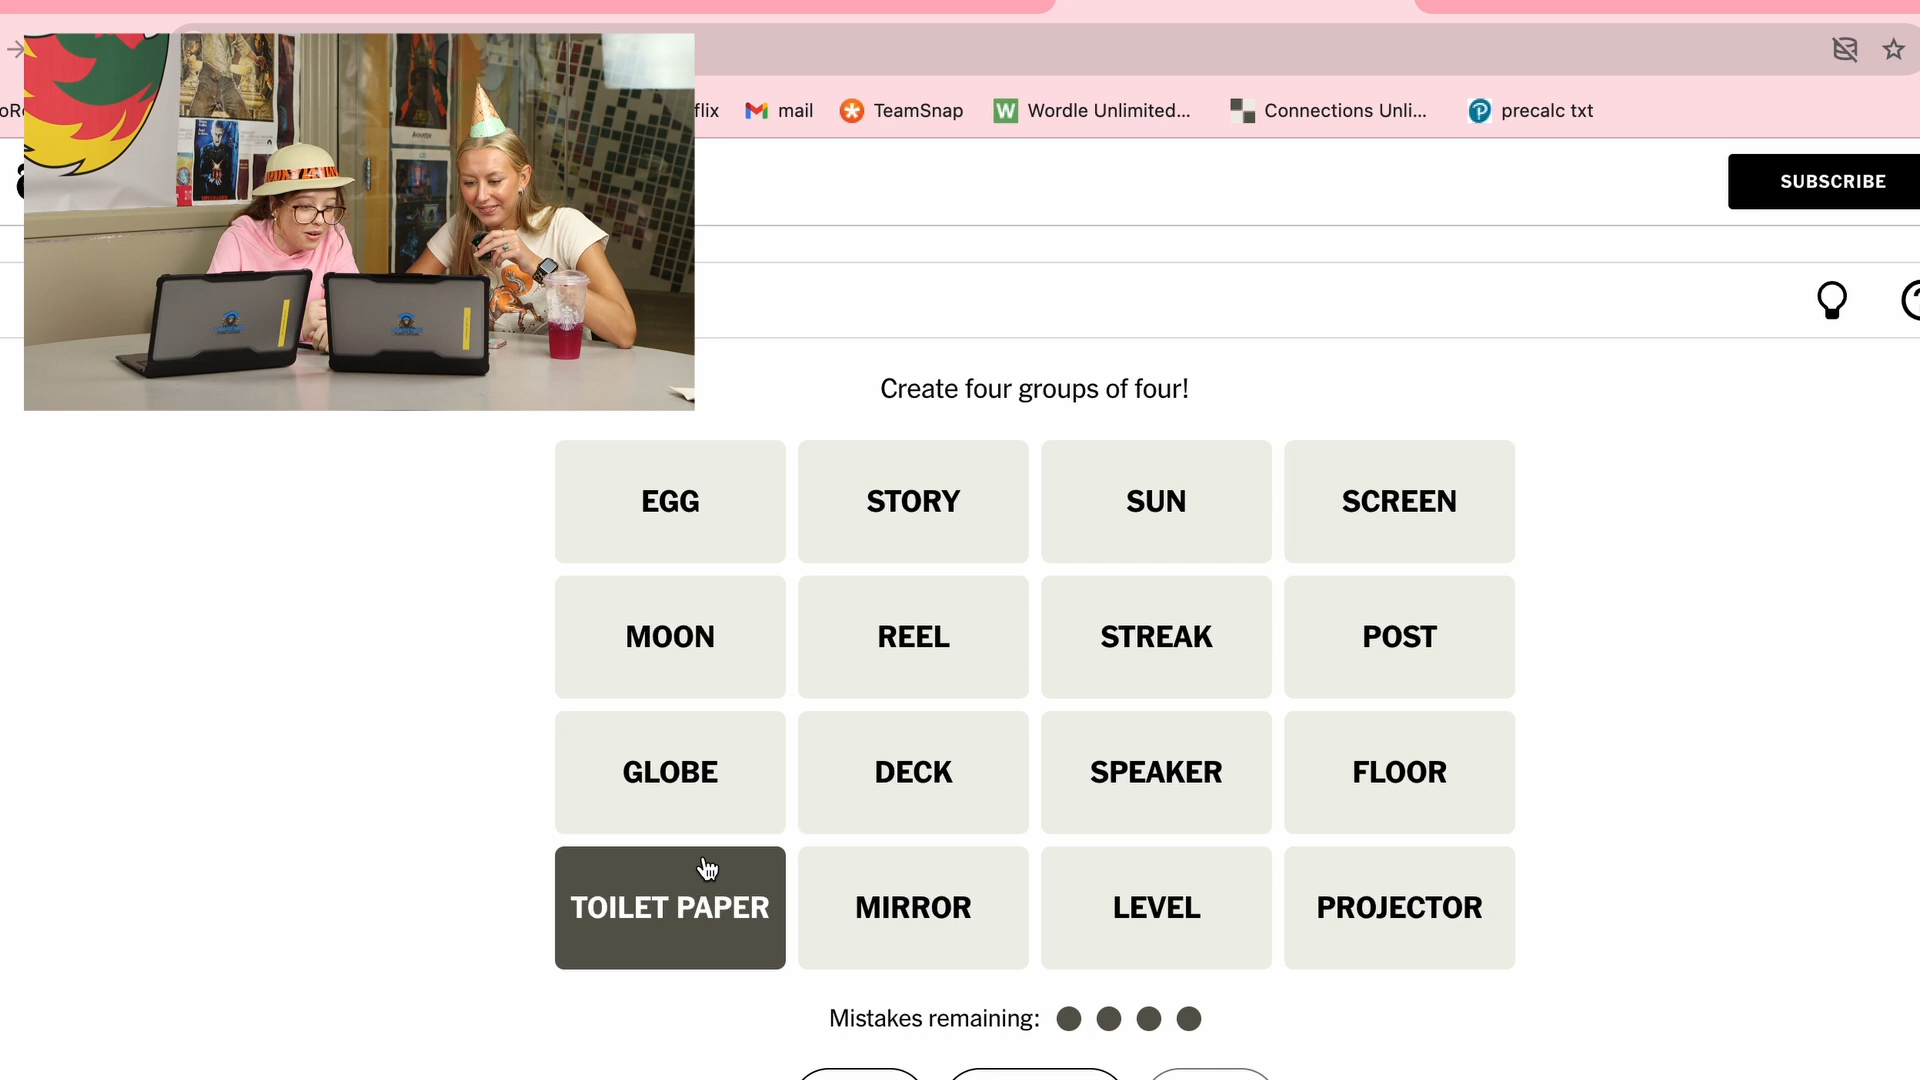 flix
mail
TeamSnap
Wordle Unlimited...
Connections Unli...
precalc txt
SUBSCRIBE
Create four groups of four!
EGG
STORY
SUN
SCREEN
MOON
REEL
STREAK
POST
GLOBE
DECK
SPEAKER
FLOOR
TOILET PAPER
MIRROR
LEVEL
PROJECTOR
Mistakes remaining: